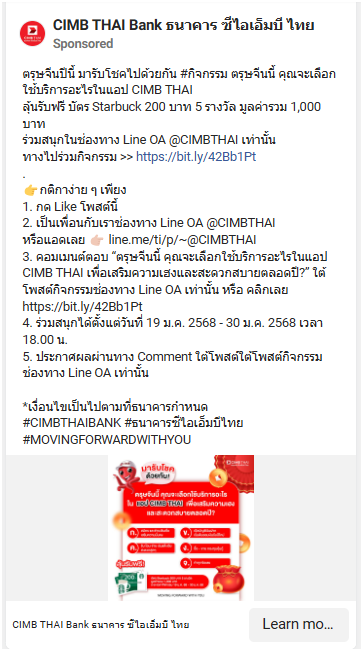 CIMB THAI Bank ธนาคาร ซีไอเอ็มบี ไทย
Sponsored
ตรุษจีนปีนี้ มารับโชคไปด้วยกัน #กิจกรรม ตรุษจีนนี้ คุณจะเลือก
ใช้บริการอะไรในแอป CIMB THAI
ลุ้นรับฟรี บัตร Starbuck 200 บาท 5 รางวัล มูลค่ารวม 1,000
บาท
ร่วมสนุกในช่องทาง Line OA @CIMBTHAI เท่านั้น
ทางไปร่วมกิจกรรม >> https://bit.ly/42Bb1Pt
.
👉กติกาง่าย ๆ เพียง
1. กด Like โพสต์นี้
2. เป็นเพื่อนกับเราช่องทาง Line OA @CIMBTHAI
หรือแอดเลย 👉🏻 line.me/ti/p/~@CIMBTHAI
3. คอมเมนต์ตอบ “ตรุษจีนนี้ คุณจะเลือกใช้บริการอะไรในแอป
CIMB THAI เพื่อเสริมความเฮงและสะดวกสบายตลอดปี?” ใต้
โพสต์กิจกรรมช่องทาง Line OA เท่านั้น หรือ คลิกเลย
https://bit.ly/42Bb1Pt
4. ร่วมสนุกได้ตั้งแต่วันที่ 19 ม.ค. 2568 - 30 ม.ค. 2568 เวลา
18.00 น.
5. ประกาศผลผ่านทาง Comment ใต้โพสต์ใต้โพสต์กิจกรรม
ช่องทาง Line OA เท่านั้น
*เงื่อนไขเป็นไปตามที่ธนาคารกำหนด
#CIMBTHAIBANK #ธนาคารซีไอเอ็มบีไทย
#MOVINGFORWARDWITHYOU
มารับโชค
ด้วยกัน!
ตรุษจีนนี้ คุณจะเลือกใช้บริการอะไร
ใน แอป CIMB THAI เพื่อเสริมความเฮง
และสะดวกสบายตลอดปี?
ก.
ข.
ค.
ง.
จ.
ลุ้นรับฟรี!
CIMB THAI Bank ธนาคาร ซีไอเอ็มบี ไทย
Learn mo...